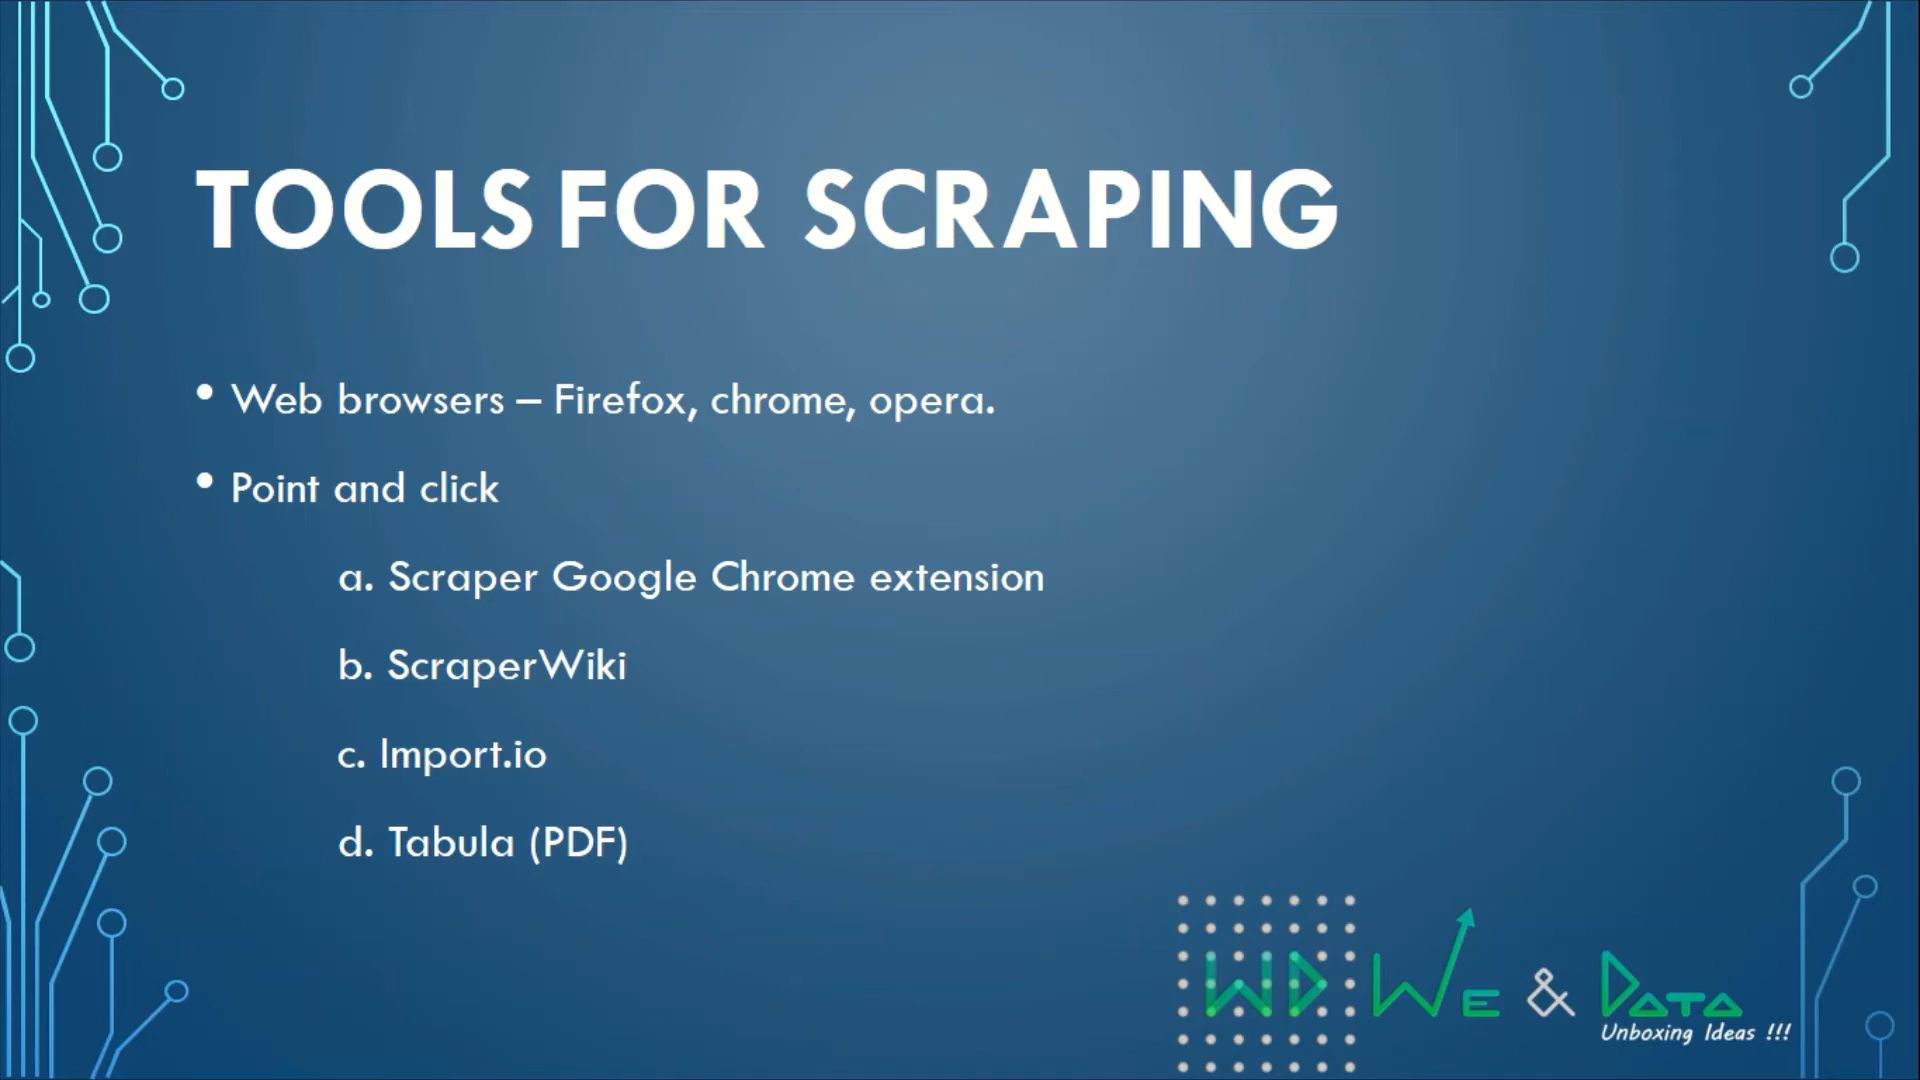 TOOLS FOR SCRAPING
• Web browsers – Firefox, chrome, opera.
• Point and click
a. Scraper Google Chrome extension
b. ScraperWiki
c. Import.io
d. Tabula (PDF)
WD WE & DATA
Unboxing Ideas !!!